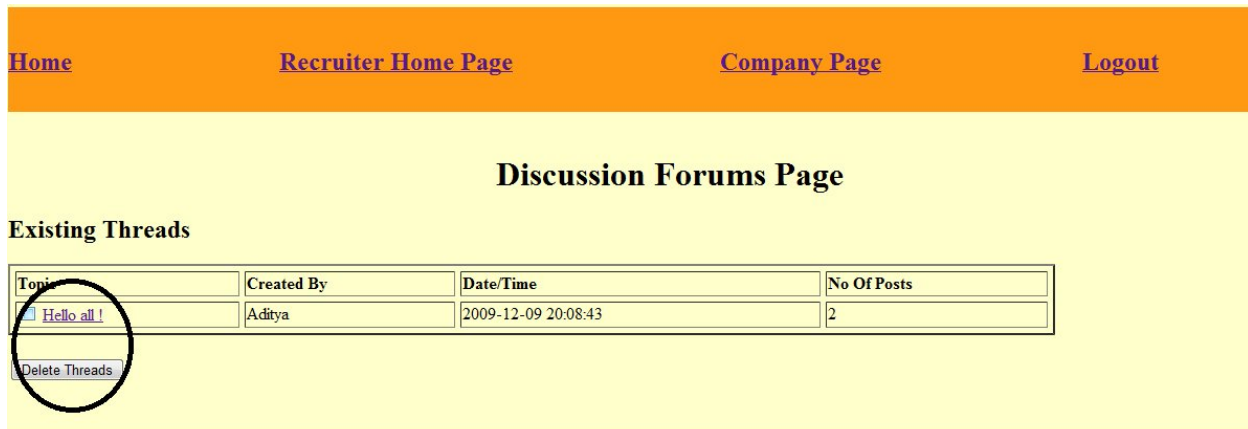 Home Recruiter Home Page Company Page Logout
Discussion Forums Page
Existing Threads
Topic Created By Date/Time No Of Posts
Hello all ! Aditya 2009-12-09 20:08:43 2
Delete Threads